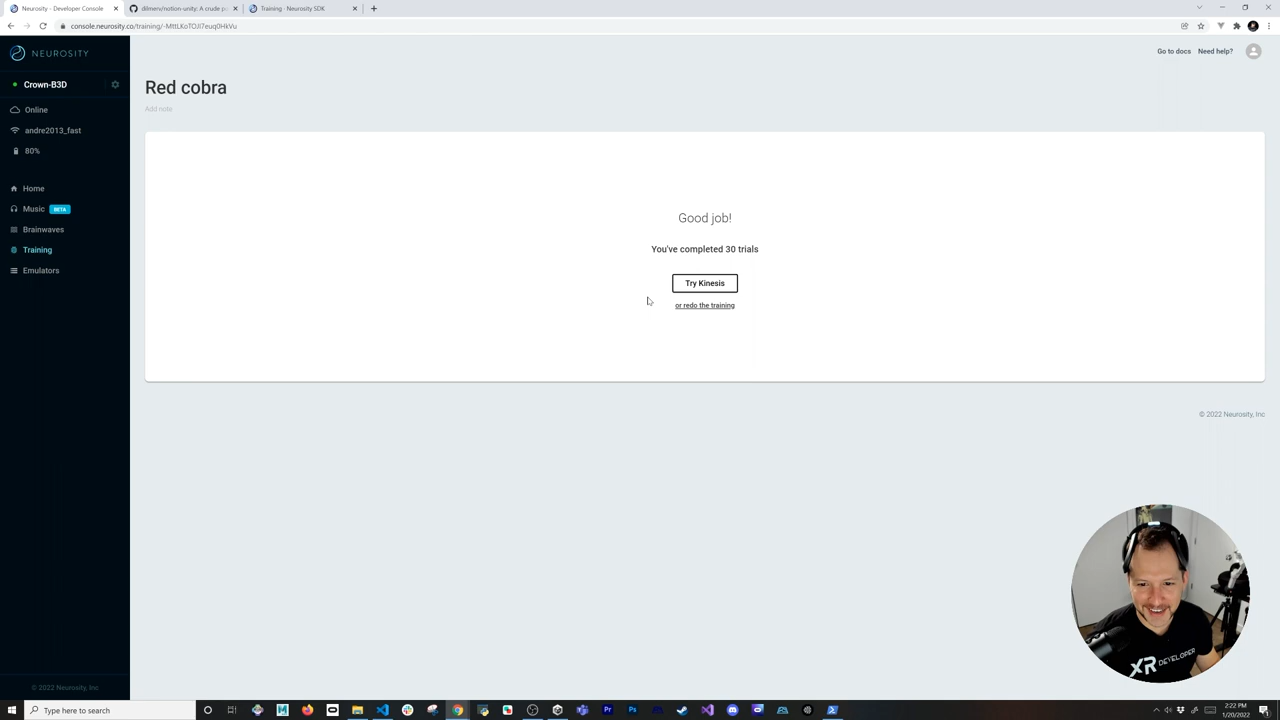 Neurosity - Developer Console
dilmerv/notion-unity: A crude p
Training - Neurosity SDK
console.neurosity.co/training/-MttLKoTOJl7euq0HkVu
NEUROSITY
Go to docs
Need help?
Crown-B3D
Online
andre2013_fast
80%
Home
Music BETA
Brainwaves
Training
Emulators
Red cobra
Add note
Good job!
You've completed 30 trials
Try Kinesis
or redo the training
© 2022 Neurosity, Inc
XR DEVELOPER
© 2022 Neurosity, Inc
Type here to search
2:22 PM
1/20/2022